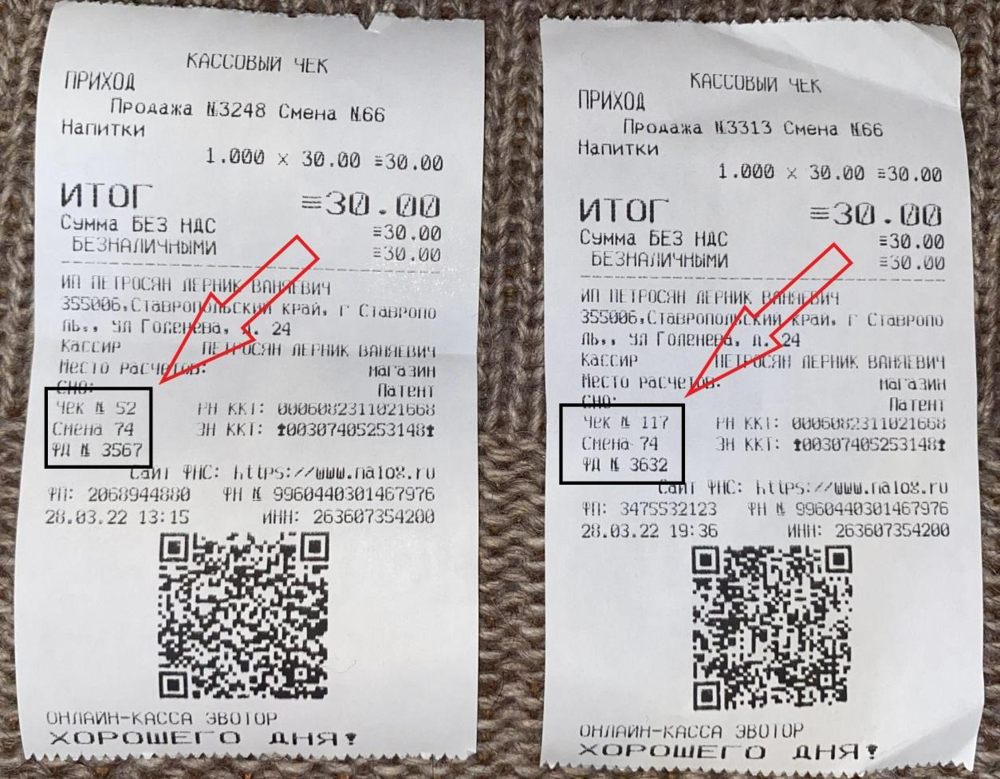 КАССОВЫЙ ЧЕК
ПРИХОД
Продажа №3248 Смена №66
Напитки
1.000 x 30.00 ≡30.00
ИТОГ ≡30.00
Сумма БЕЗ НДС ≡30.00
БЕЗНАЛИЧНЫМИ ≡30.00
ИП ПЕТРОСЯН ЛЕРНИК ВАНЯЕВИЧ
355006,Ставропольский край, г Ставропо
ль,, ул Голенева, д. 24
Кассир ПЕТРОСЯН ЛЕРНИК ВАНЯЕВИЧ
Место расчетов: магазин
СНО: Патент
Чек № 52 РН ККТ: 0006082311021668
Смена 74 ЗН ККТ: 00307405253148
ФД № 3567
Сайт ФНС: https://www.nalog.ru
ФП: 2068944880 ФН № 9960440301467976
28.03.22 13:15 ИНН: 263607354200
ОНЛАЙН-КАССА ЭВОТОР
ХОРОШЕГО ДНЯ!
КАССОВЫЙ ЧЕК
ПРИХОД
Продажа №3313 Смена №66
Напитки
1.000 x 30.00 ≡30.00
ИТОГ ≡30.00
Сумма БЕЗ НДС ≡30.00
БЕЗНАЛИЧНЫМИ ≡30.00
ИП ПЕТРОСЯН ЛЕРНИК ВАНЯЕВИЧ
355006,Ставропольский край, г Ставропо
ль,, ул Голенева, д. 24
Кассир ПЕТРОСЯН ЛЕРНИК ВАНЯЕВИЧ
Место расчетов: магазин
СНО: Патент
Чек № 117 РН ККТ: 0006082311021668
Смена 74 ЗН ККТ: 00307405253148
ФД № 3632
Сайт ФНС: https://www.nalog.ru
ФП: 3475532123 ФН № 9960440301467976
28.03.22 19:36 ИНН: 263607354200
ОНЛАЙН-КАССА ЭВОТОР
ХОРОШЕГО ДНЯ!